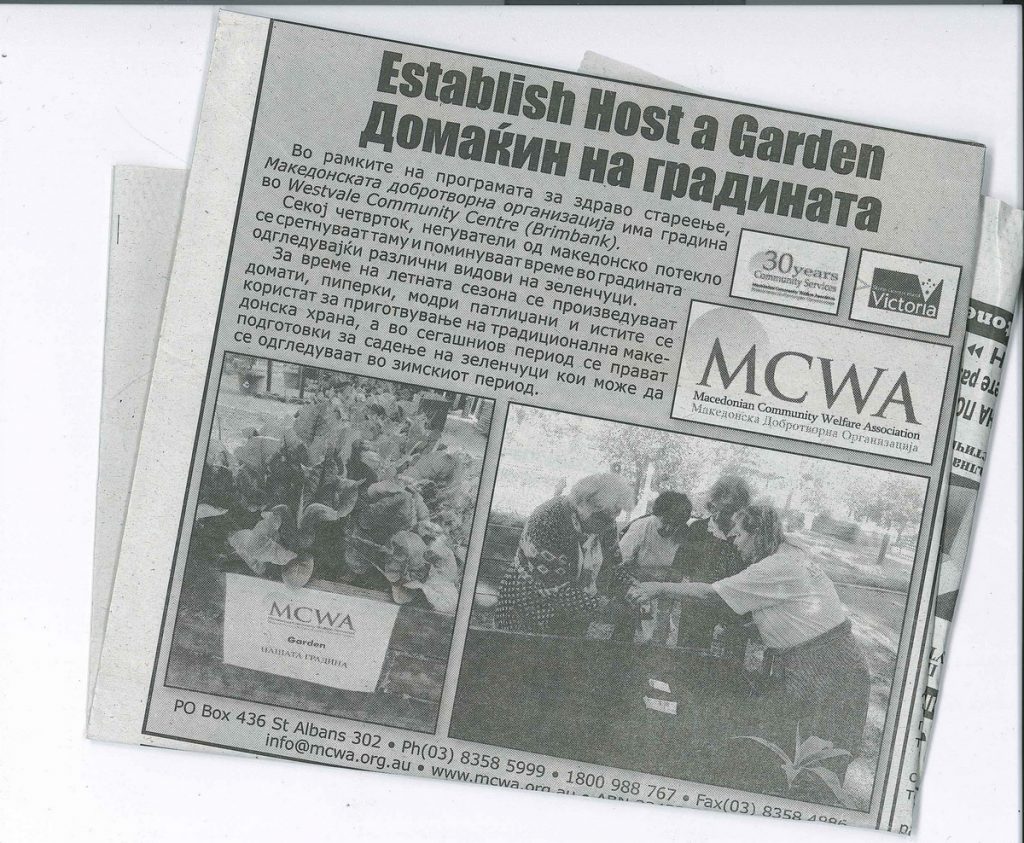 Establish Host a Garden
Домаќин на градината
Во рамките на програмата за здраво стареење,
Македонската добротворна организација има градина
во Westvale Community Centre (Brimbank).
Секој четврток, негуватели од македонско потекло
се сретнуваат таму и поминуваат време во градината
одгледувајќи различни видови на зеленчуци.
За време на летната сезона се произведуваат
домати, пиперки, модри патлиџани и истите се
користат за приготвување на традиционална маке-
донска храна, а во сегашниов период се прават
подготовки за садење на зеленчуци кои може да
се одгледуваат во зимскиот период.
30years
Community Services
Victoria
MCWA
Macedonian Community Welfare Association
Македонска Добротворна Организација
MCWA
Garden
НАШАТА ГРАДИНА
PO Box 436 St Albans 302 • Ph(03) 8358 5999 • 1800 988 767 • Fax(03) 8358 4986
info@mcwa.org.au • www.mcwa.org.au • ABN